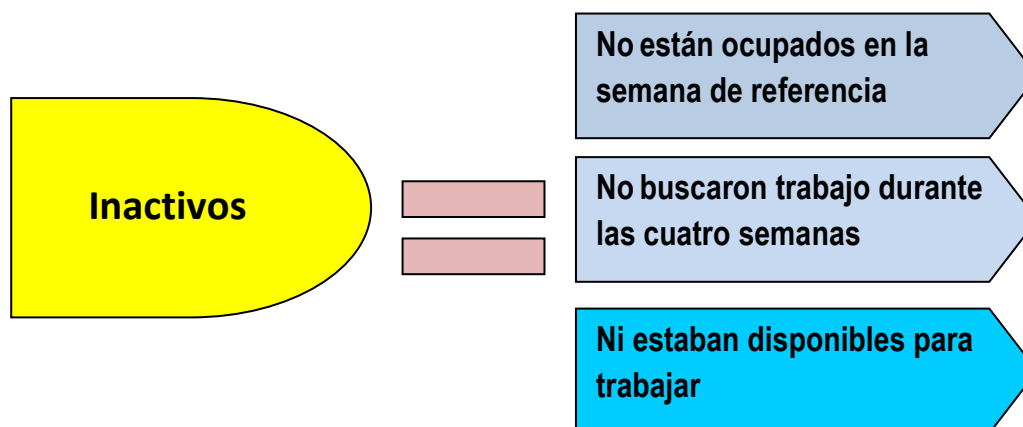 Inactivos
No están ocupados en la
semana de referencia
No buscaron trabajo durante
las cuatro semanas
Ni estaban disponibles para
trabajar